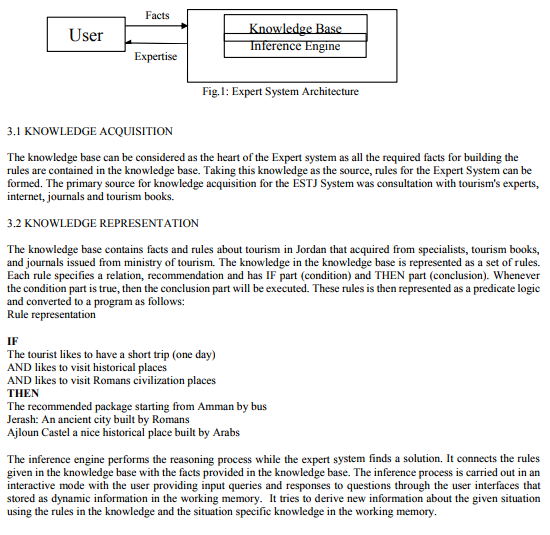 Facts
User
Knowledge Base
Inference Engine
Expertise
Fig.1: Expert System Architecture
3.1 KNOWLEDGE ACQUISITION
The knowledge base can be considered as the heart of the Expert system as all the required facts for building the
rules are contained in the knowledge base. Taking this knowledge as the source, rules for the Expert System can be
formed. The primary source for knowledge acquisition for the ESTJ System was consultation with tourism's experts,
internet, journals and tourism books.
3.2 KNOWLEDGE REPRESENTATION
The knowledge base contains facts and rules about tourism in Jordan that acquired from specialists, tourism books,
and journals issued from ministry of tourism. The knowledge in the knowledge base is represented as a set of rules.
Each rule specifies a relation, recommendation and has IF part (condition) and THEN part (conclusion). Whenever
the condition part is true, then the conclusion part will be executed. These rules is then represented as a predicate logic
and converted to a program as follows:
Rule representation
IF
The tourist likes to have a short trip (one day)
AND likes to visit historical places
AND likes to visit Romans civilization places
THEN
The recommended package starting from Amman by bus
Jerash: An ancient city built by Romans
Ajloun Castel a nice historical place built by Arabs
The inference engine performs the reasoning process while the expert system finds a solution. It connects the rules
given in the knowledge base with the facts provided in the knowledge base. The inference process is carried out in an
interactive mode with the user providing input queries and responses to questions through the user interfaces that
stored as dynamic information in the working memory. It tries to derive new information about the given situation
using the rules in the knowledge and the situation specific knowledge in the working memory.